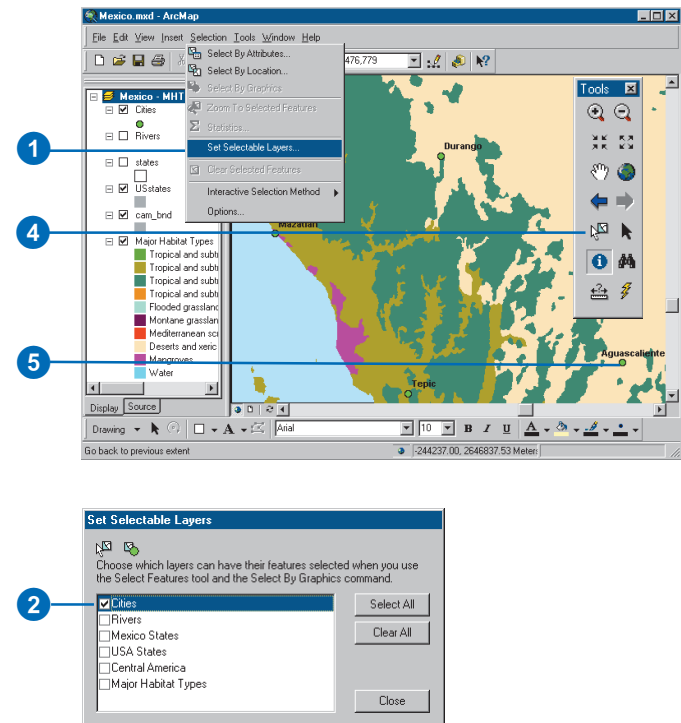 Mexico.mxd - ArcMap
File Edit View Insert Selection Tools Window Help
Select By Attributes...
476,779
Select By Location...
Select By Graphics
Zoom To Selected Features
Statistics...
Set Selectable Layers...
Clear Selected Features
Interactive Selection Method
Options...
Mexico - MHT
Cities
Rivers
states
USstates
cam_bnd
Major Habitat Types
Tropical and subt
Tropical and subt
Tropical and subt
Tropical and subt
Flooded grasslan
Montane grasslan
Mediterranean scr
Deserts and xeric
Mangroves
Water
Display Source
Tools
Durango
Mazatlan
Tepic
Aguascaliente
1
4
5
Drawing A Arial 10 B I U A
Go back to previous extent -244237.00, 2646837.53 Meters
Set Selectable Layers
Choose which layers can have their features selected when you use
the Select Features tool and the Select By Graphics command.
2
Cities
Rivers
Mexico States
USA States
Central America
Major Habitat Types
Select All
Clear All
Close